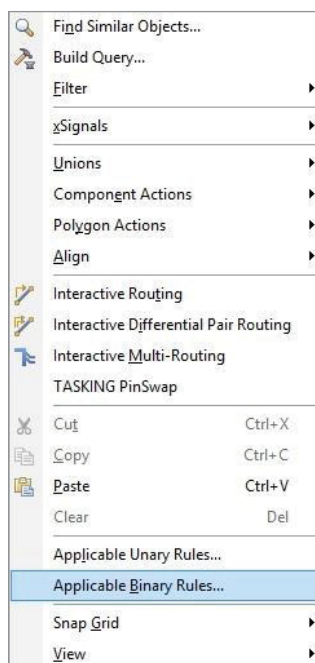 Find Similar Objects...
Build Query...
Filter
xSignals
Unions
Component Actions
Polygon Actions
Align
Interactive Routing
Interactive Differential Pair Routing
Interactive Multi-Routing
TASKING PinSwap
Cut Ctrl+X
Copy Ctrl+C
Paste Ctrl+V
Clear Del
Applicable Unary Rules...
Applicable Binary Rules...
Snap Grid
View